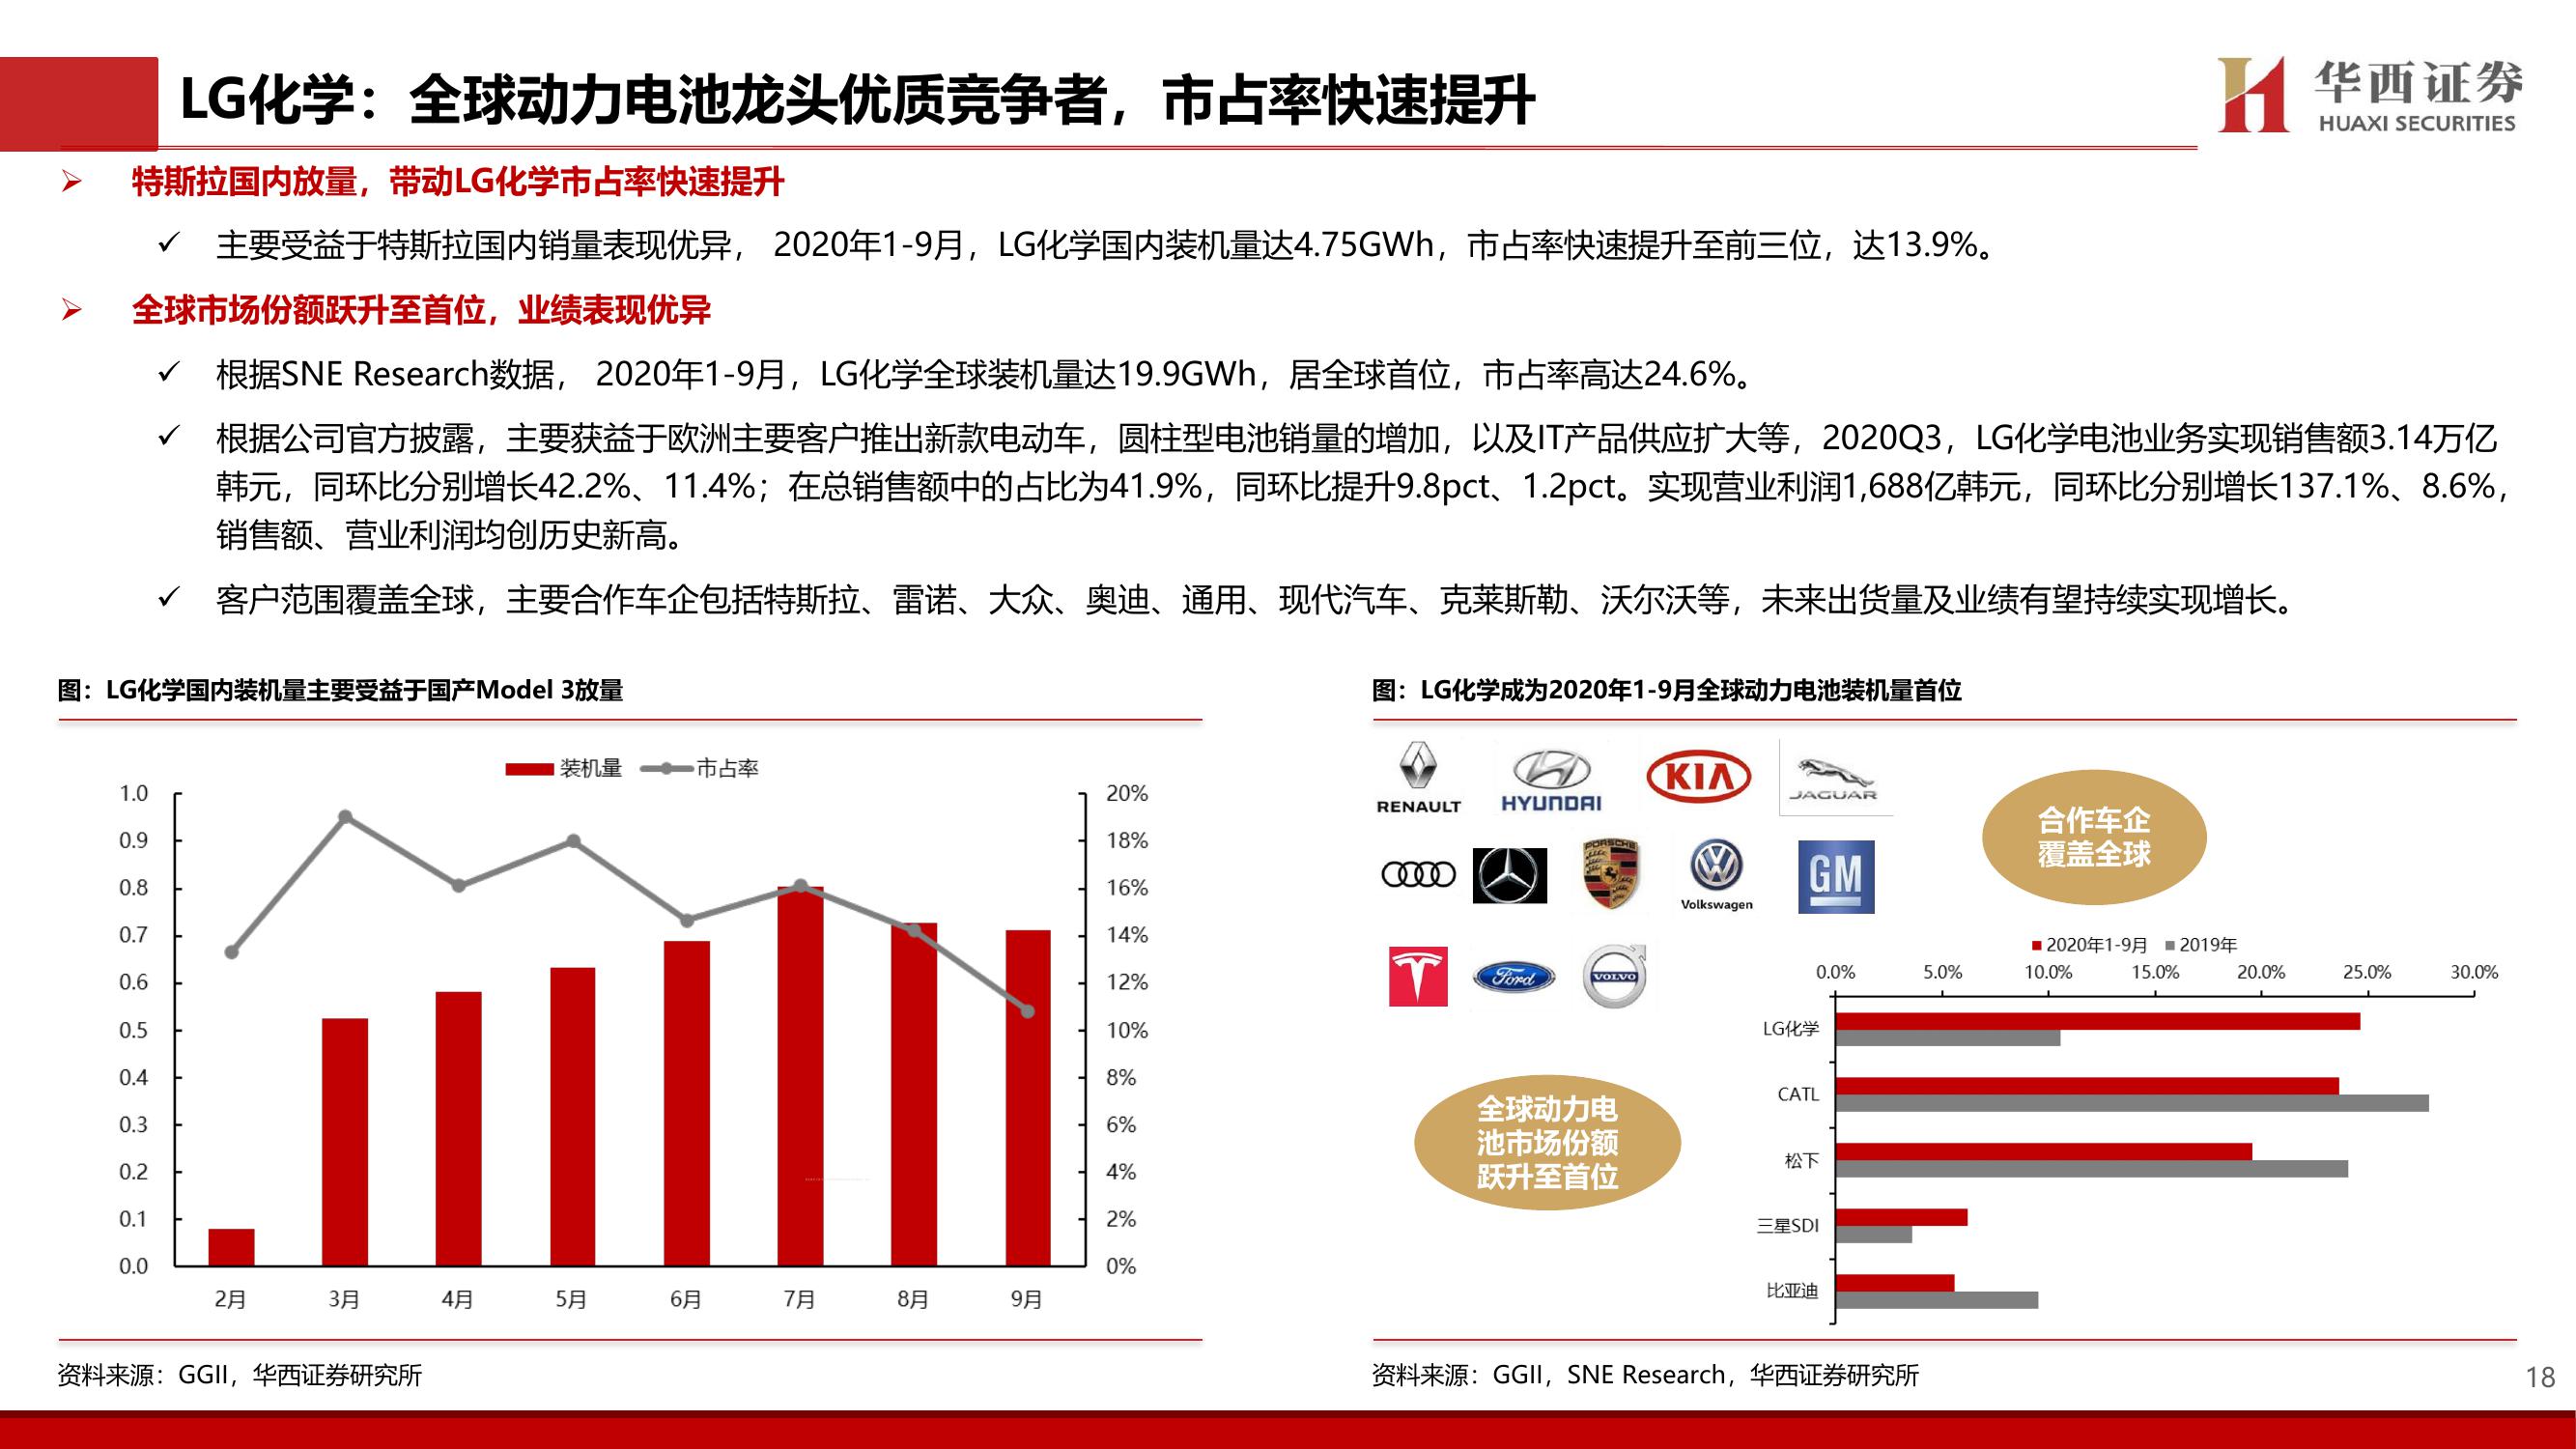 LG化学：全球动力电池龙头优质竞争者，市占率快速提升
华西证券
HUAXI SECURITIES
特斯拉国内放量，带动LG化学市占率快速提升
主要受益于特斯拉国内销量表现优异， 2020年1-9月，LG化学国内装机量达4.75GWh，市占率快速提升至前三位，达13.9%。
全球市场份额跃升至首位，业绩表现优异
根据SNE Research数据， 2020年1-9月，LG化学全球装机量达19.9GWh，居全球首位，市占率高达24.6%。
根据公司官方披露，主要获益于欧洲主要客户推出新款电动车，圆柱型电池销量的增加，以及IT产品供应扩大等，2020Q3，LG化学电池业务实现销售额3.14万亿
韩元，同环比分别增长42.2%、11.4%；在总销售额中的占比为41.9%，同环比提升9.8pct、1.2pct。实现营业利润1,688亿韩元，同环比分别增长137.1%、8.6%，
销售额、营业利润均创历史新高。
客户范围覆盖全球，主要合作车企包括特斯拉、雷诺、大众、奥迪、通用、现代汽车、克莱斯勒、沃尔沃等，未来出货量及业绩有望持续实现增长。
图：LG化学国内装机量主要受益于国产Model 3放量
装机量 市占率
1.0
0.9
0.8
0.7
0.6
0.5
0.4
0.3
0.2
0.1
0.0
20%
18%
16%
14%
12%
10%
8%
6%
4%
2%
0%
2月 3月 4月 5月 6月 7月 8月 9月
资料来源：GGII，华西证券研究所
图：LG化学成为2020年1-9月全球动力电池装机量首位
RENAULT HYUNDAI KIA JAGUAR
PORSCHE
Volkswagen
GM
Ford
VOLVO
合作车企
覆盖全球
全球动力电
池市场份额
跃升至首位
2020年1-9月 2019年
0.0% 5.0% 10.0% 15.0% 20.0% 25.0% 30.0%
LG化学
CATL
松下
三星SDI
比亚迪
资料来源：GGII，SNE Research，华西证券研究所
18